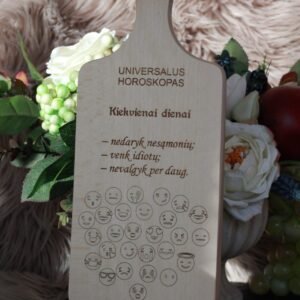 UNIVERSALUS
HOROSKOPAS
Kiekvienai dienai
– nedaryk nesąmonių;
– venk idiotų;
– nevalgyk per daug.